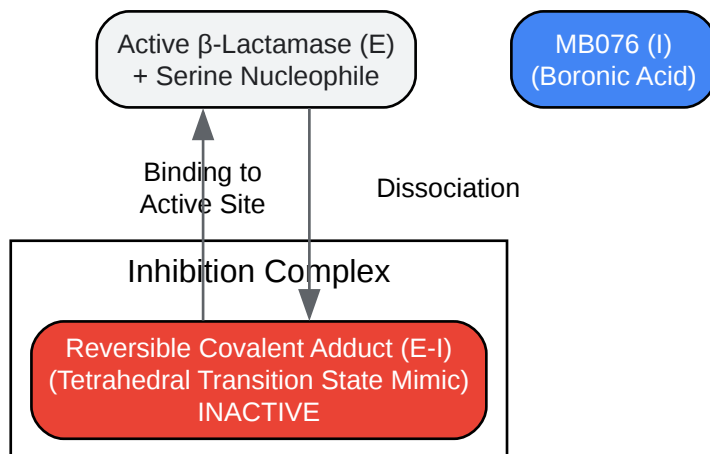 Active β-Lactamase (E)
+ Serine Nucleophile
MB076 (I)
(Boronic Acid)
Binding to
Active Site
Dissociation
Inhibition Complex
Reversible Covalent Adduct (E-I)
(Tetrahedral Transition State Mimic)
INACTIVE